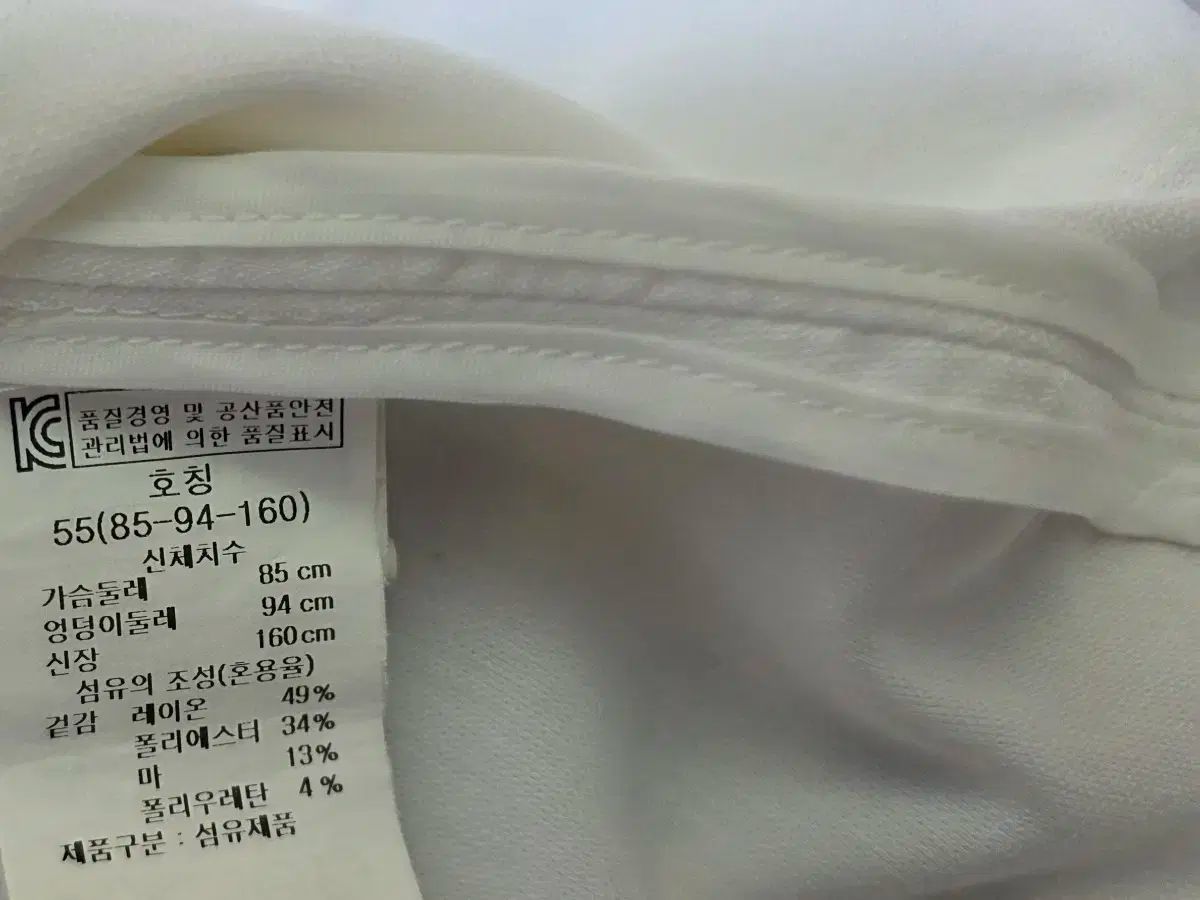 KC 품질경영 및 공산품안전
관리법에 의한 품질표시
호칭
55(85-94-160)
신체치수
가슴둘레 85 cm
엉덩이둘레 94 cm
신장 160cm
섬유의 조성(혼용율)
겉감 레이온 49%
폴리에스터 34%
마 13%
폴리우레탄 4%
제품구분 : 섬유제품